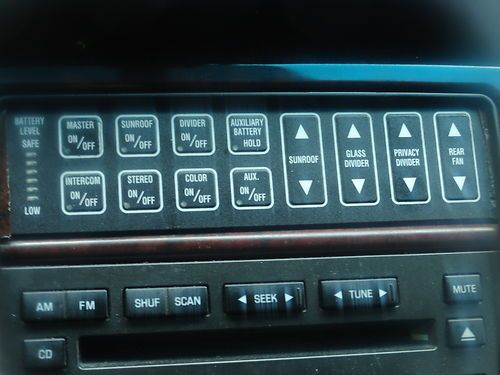 BATTERY
LEVEL
SAFE
LOW
MASTER
ON/OFF
SUNROOF
ON/OFF
DIVIDER
ON/OFF
AUXILIARY
BATTERY
HOLD
INTERCOM
ON/OFF
STEREO
ON/OFF
COLOR
ON/OFF
AUX.
ON/OFF
SUNROOF
GLASS
DIVIDER
PRIVACY
DIVIDER
REAR
FAN
AM FM
SHUF SCAN
SEEK
TUNE
MUTE
CD